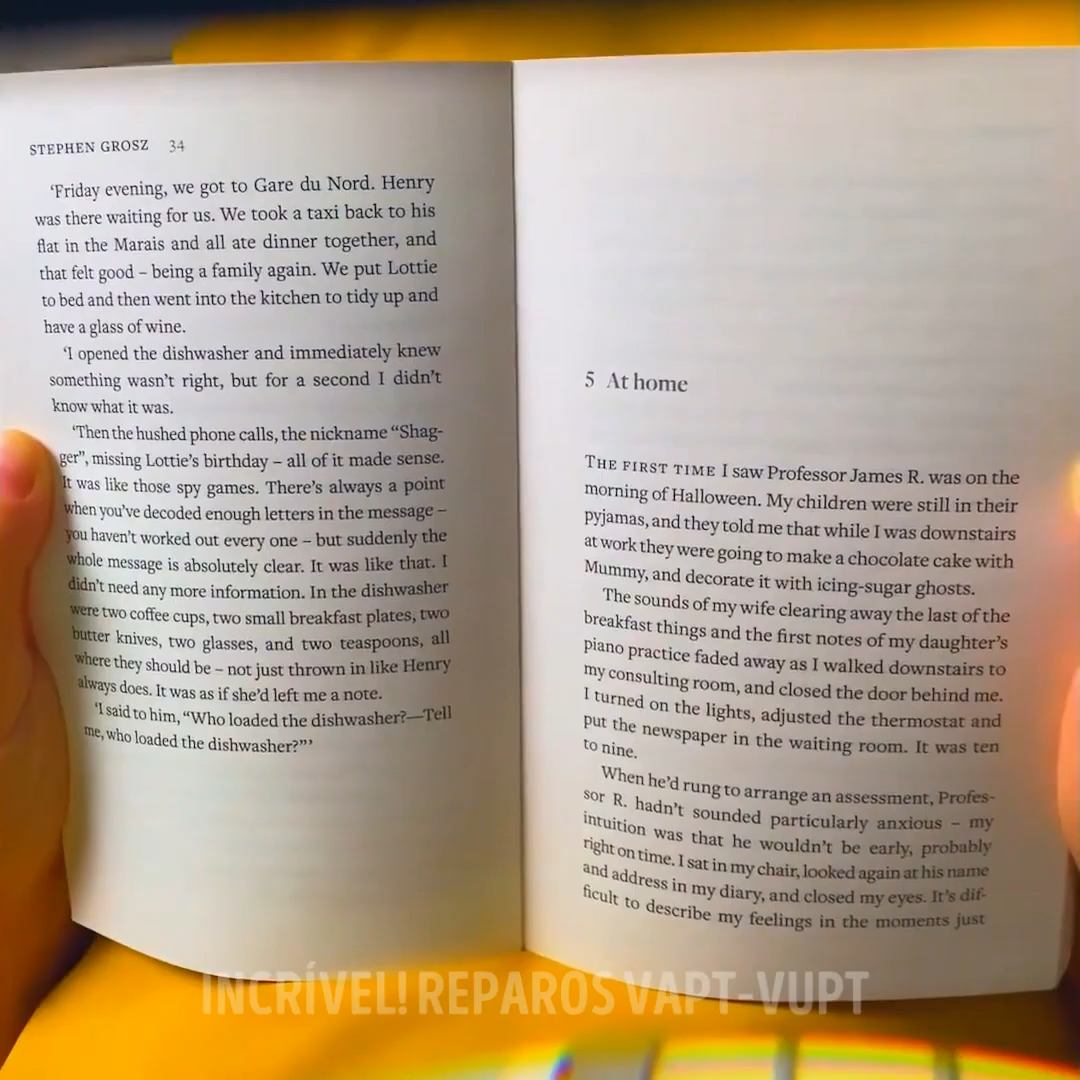 STEPHEN GROSZ 34
‘Friday evening, we got to Gare du Nord. Henry
was there waiting for us. We took a taxi back to his
flat in the Marais and all ate dinner together, and
that felt good – being a family again. We put Lottie
to bed and then went into the kitchen to tidy up and
have a glass of wine.
‘I opened the dishwasher and immediately knew
something wasn’t right, but for a second I didn’t
know what it was.
‘Then the hushed phone calls, the nickname “Shag-
ger”, missing Lottie’s birthday – all of it made sense.
It was like those spy games. There’s always a point
when you’ve decoded enough letters in the message –
you haven’t worked out every one – but suddenly the
whole message is absolutely clear. It was like that. I
didn’t need any more information. In the dishwasher
were two coffee cups, two small breakfast plates, two
butter knives, two glasses, and two teaspoons, all
where they should be – not just thrown in like Henry
always does. It was as if she’d left me a note.
‘I said to him, “Who loaded the dishwasher?—Tell
me, who loaded the dishwasher?”’
5 At home
THE FIRST TIME I saw Professor James R. was on the
morning of Halloween. My children were still in their
pyjamas, and they told me that while I was downstairs
at work they were going to make a chocolate cake with
Mummy, and decorate it with icing-sugar ghosts.
The sounds of my wife clearing away the last of the
breakfast things and the first notes of my daughter’s
piano practice faded away as I walked downstairs to
my consulting room, and closed the door behind me.
I turned on the lights, adjusted the thermostat and
put the newspaper in the waiting room. It was ten
to nine.
When he’d rung to arrange an assessment, Profes-
sor R. hadn’t sounded particularly anxious – my
intuition was that he wouldn’t be early, probably
right on time. I sat in my chair, looked again at his name
and address in my diary, and closed my eyes. It’s dif-
ficult to describe my feelings in the moments just
INCRÍVEL! REPAROS VAPT-VUPT